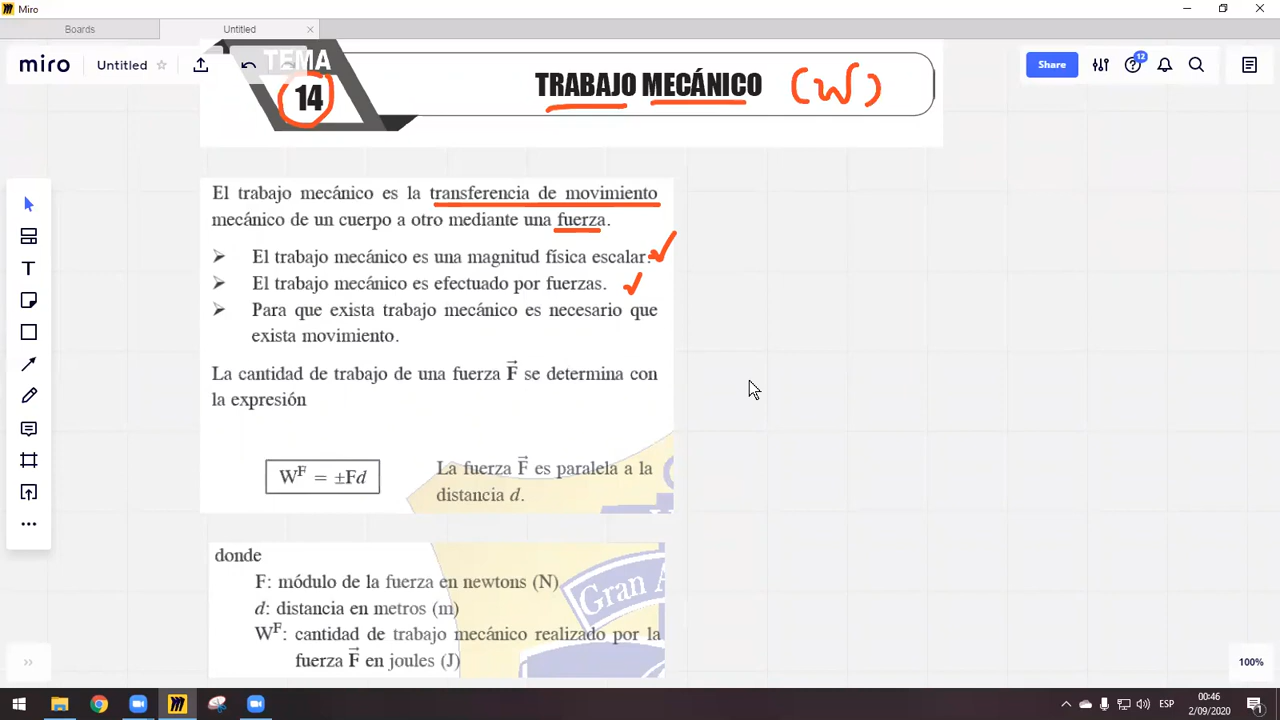 Miro
Boards
Untitled
miro
Untitled
Share
12
TEMA
14
TRABAJO MECÁNICO (W)
El trabajo mecánico es la transferencia de movimiento
mecánico de un cuerpo a otro mediante una fuerza.
➢ El trabajo mecánico es una magnitud física escalar.
➢ El trabajo mecánico es efectuado por fuerzas.
➢ Para que exista trabajo mecánico es necesario que
exista movimiento.
La cantidad de trabajo de una fuerza F⃗ se determina con
la expresión
W^F = ±Fd
La fuerza F⃗ es paralela a la
distancia d.
donde
F: módulo de la fuerza en newtons (N)
d: distancia en metros (m)
W^F: cantidad de trabajo mecánico realizado por la
fuerza F⃗ en joules (J)
Gran A
100%
ESP
00:46
2/09/2020
1